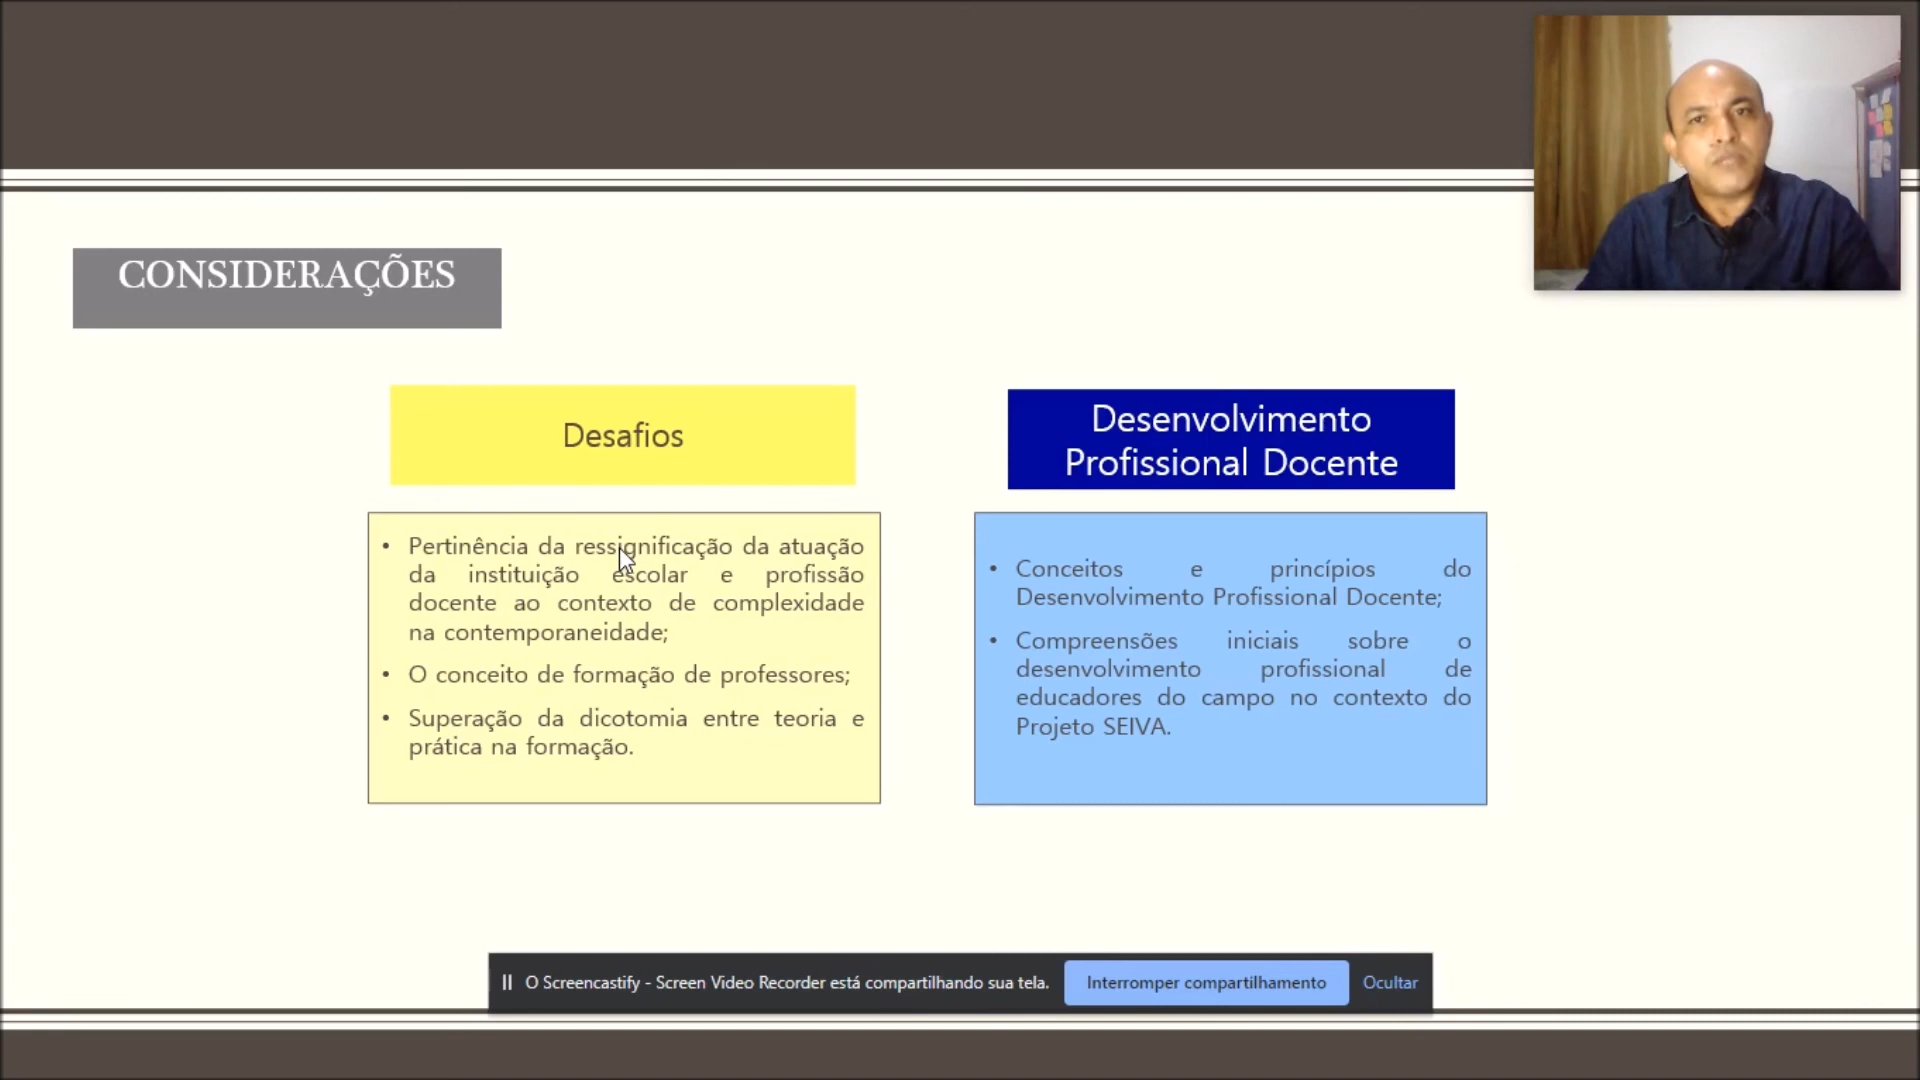 CONSIDERAÇÕES
Desafios
• Pertinência da ressignificação da atuação
da instituição escolar e profissão
docente ao contexto de complexidade
na contemporaneidade;
• O conceito de formação de professores;
• Superação da dicotomia entre teoria e
prática na formação.
Desenvolvimento
Profissional Docente
• Conceitos e princípios do
Desenvolvimento Profissional Docente;
• Compreensões iniciais sobre o
desenvolvimento profissional de
educadores do campo no contexto do
Projeto SEIVA.
O Screencastify - Screen Video Recorder está compartilhando sua tela. Interromper compartilhamento Ocultar